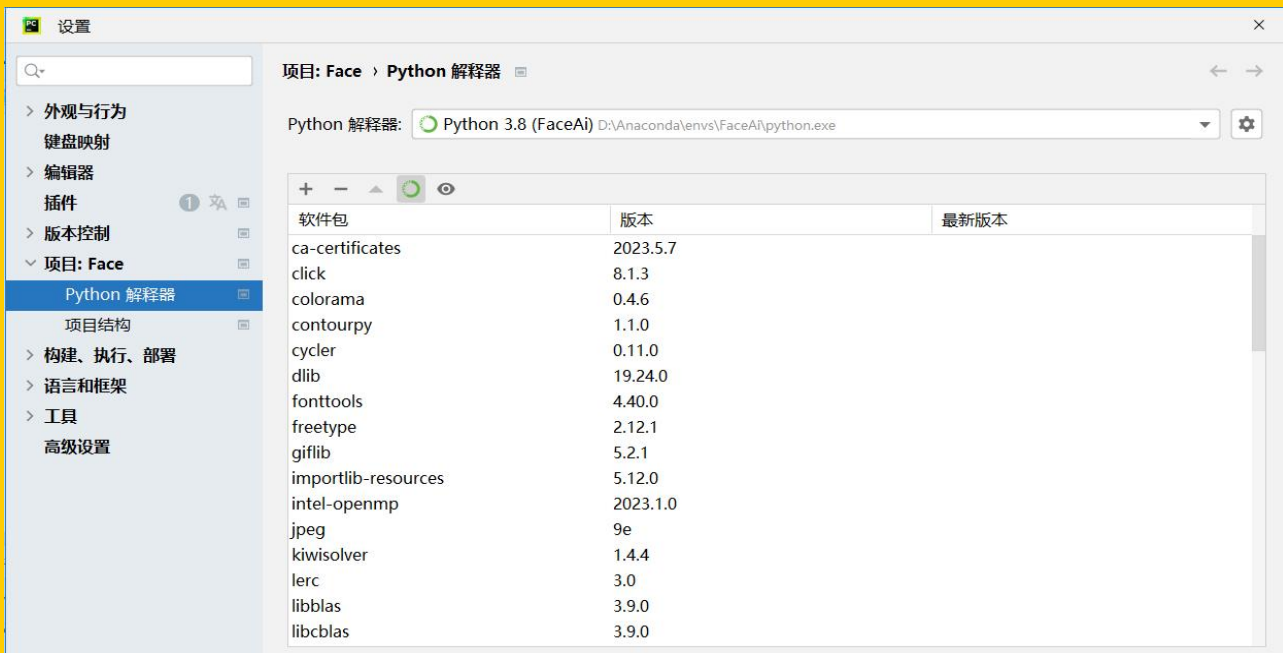 PC
设置
项目: Face › Python 解释器
外观与行为
Python 解释器: Python 3.8 (FaceAi) D:\Anaconda\envs\FaceAi\python.exe
键盘映射
编辑器
插件 1
版本控制
项目: Face
Python 解释器
项目结构
构建、执行、部署
语言和框架
工具
高级设置
软件包 版本 最新版本
ca-certificates 2023.5.7
click 8.1.3
colorama 0.4.6
contourpy 1.1.0
cycler 0.11.0
dlib 19.24.0
fonttools 4.40.0
freetype 2.12.1
giflib 5.2.1
importlib-resources 5.12.0
intel-openmp 2023.1.0
jpeg 9e
kiwisolver 1.4.4
lerc 3.0
libblas 3.9.0
libcblas 3.9.0